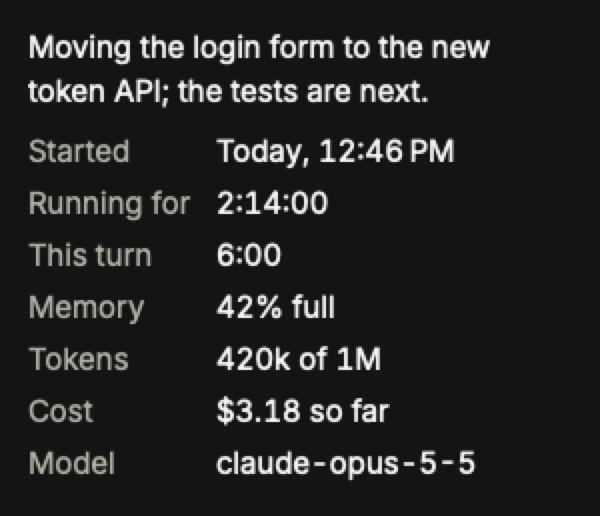 Moving the login form to the new
token API; the tests are next.
Started Today, 12:46 PM
Running for 2:14:00
This turn 6:00
Memory 42% full
Tokens 420k of 1M
Cost $3.18 so far
Model claude-opus-5-5